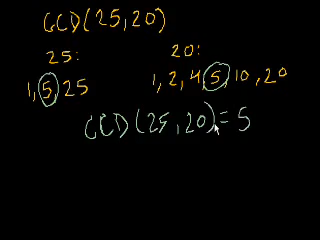 GCD(25,20)
25: 20:
1, 5, 25 1, 2, 4, 5, 10, 20
GCD(25,20)=5